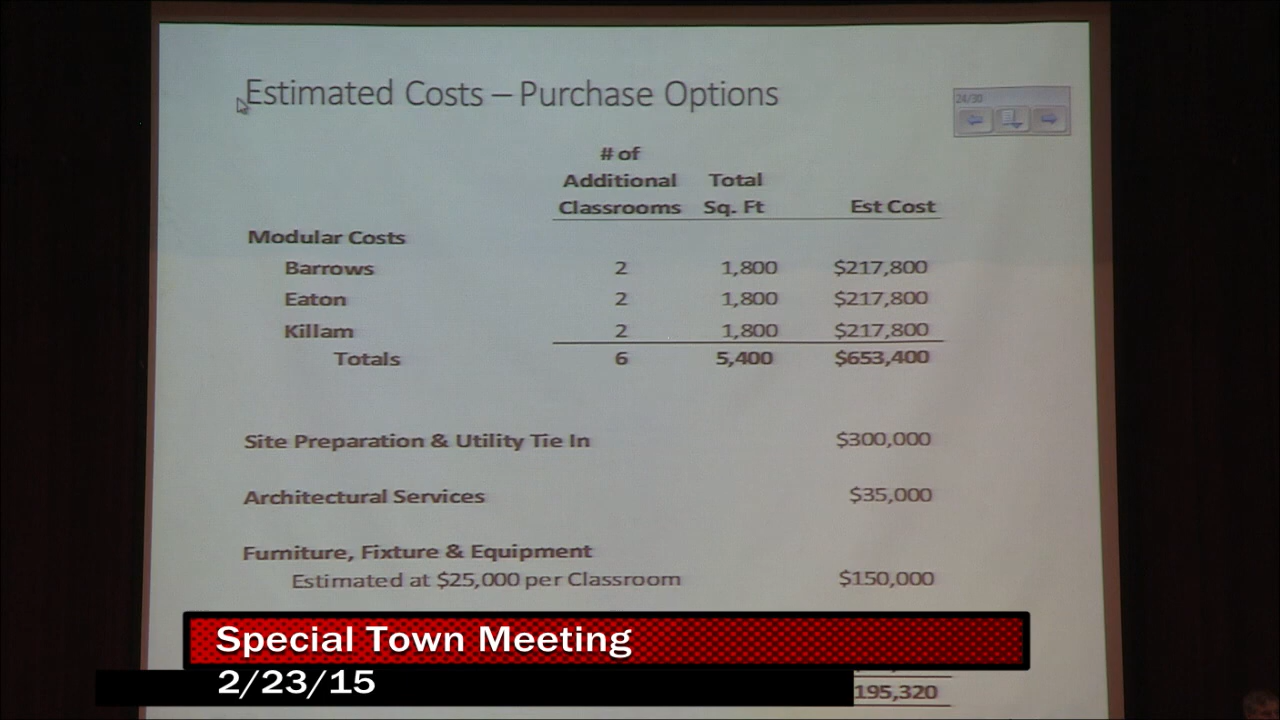 Estimated Costs – Purchase Options
24/30
# of
Additional Total
Classrooms Sq. Ft Est Cost
Modular Costs
Barrows 2 1,800 $217,800
Eaton 2 1,800 $217,800
Killam 2 1,800 $217,800
Totals 6 5,400 $653,400
Site Preparation & Utility Tie In $300,000
Architectural Services $35,000
Furniture, Fixture & Equipment
Estimated at $25,000 per Classroom $150,000
Special Town Meeting
2/23/15
195,320